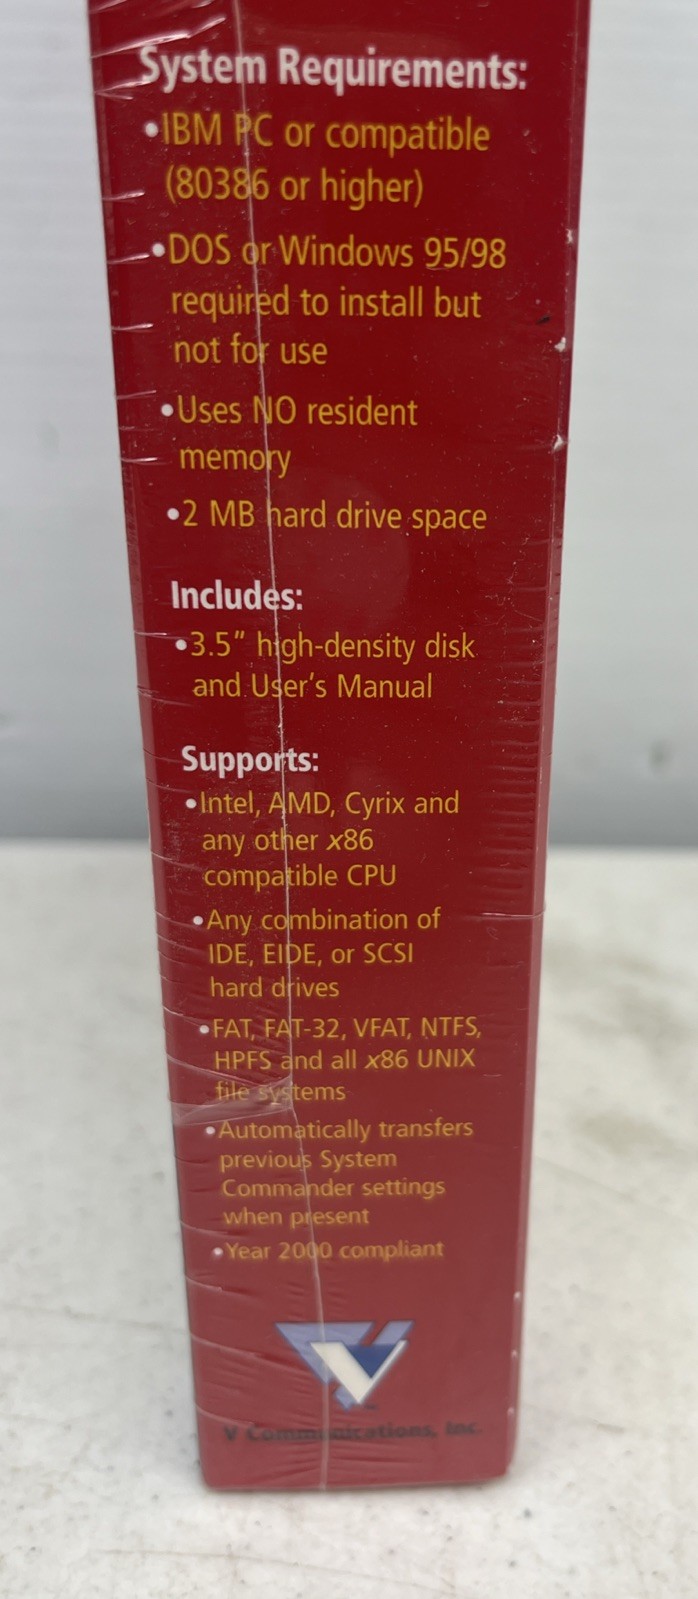 System Requirements:
•IBM PC or compatible
(80386 or higher)
•DOS or Windows 95/98
required to install but
not for use
•Uses NO resident
memory
•2 MB hard drive space
Includes:
•3.5" high-density disk
and User's Manual
Supports:
•Intel, AMD, Cyrix and
any other x86
compatible CPU
•Any combination of
IDE, EIDE, or SCSI
hard drives
•FAT, FAT-32, VFAT, NTFS,
HPFS and all x86 UNIX
file systems
•Automatically transfers
previous System
Commander settings
when present
•Year 2000 compliant
V Communications, Inc.